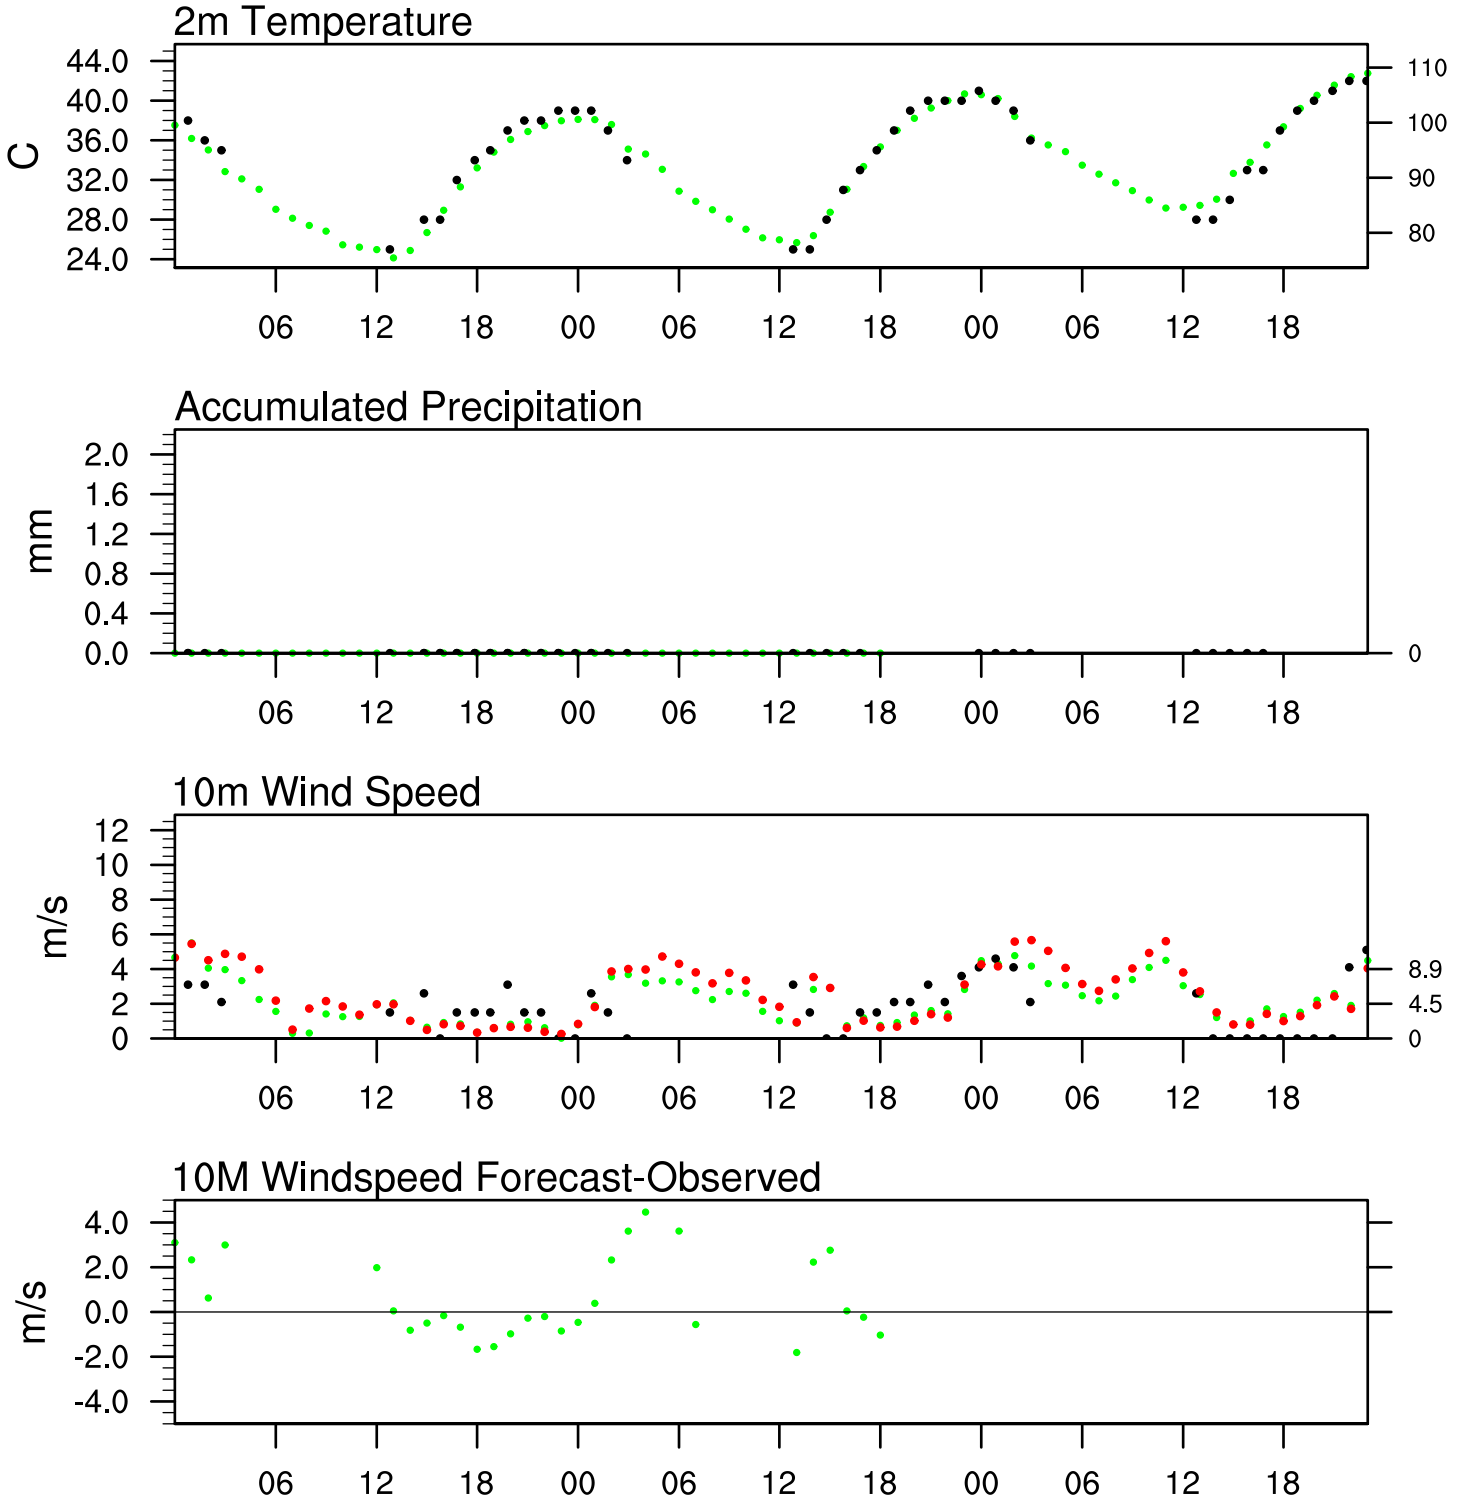 2m Temperature
44.0
40.0
36.0
32.0
28.0
24.0
C
110
100
90
80
06 12 18 00 06 12 18 00 06 12 18
Accumulated Precipitation
2.0
1.6
1.2
0.8
0.4
0.0
mm
0
06 12 18 00 06 12 18 00 06 12 18
10m Wind Speed
12
10
8
6
4
2
0
m/s
8.9
4.5
0
06 12 18 00 06 12 18 00 06 12 18
10M Windspeed Forecast-Observed
4.0
2.0
0.0
-2.0
-4.0
m/s
06 12 18 00 06 12 18 00 06 12 18